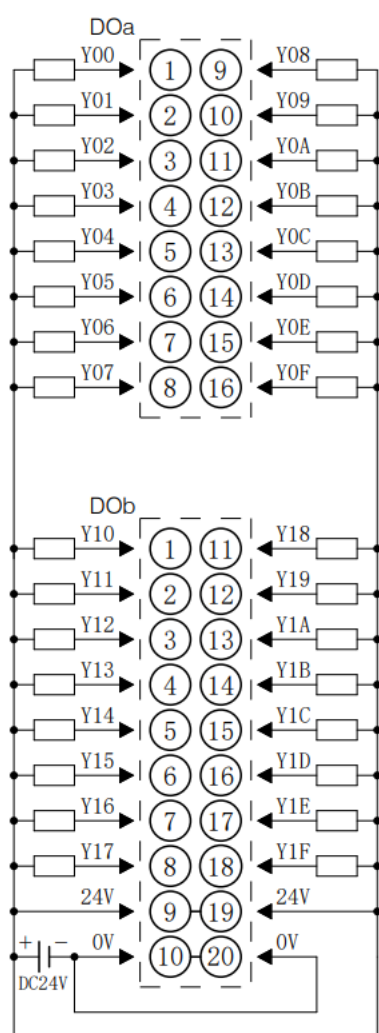 DOa
Y00 1 9 Y08
Y01 2 10 Y09
Y02 3 11 Y0A
Y03 4 12 Y0B
Y04 5 13 Y0C
Y05 6 14 Y0D
Y06 7 15 Y0E
Y07 8 16 Y0F
DOb
Y10 1 11 Y18
Y11 2 12 Y19
Y12 3 13 Y1A
Y13 4 14 Y1B
Y14 5 15 Y1C
Y15 6 16 Y1D
Y16 7 17 Y1E
Y17 8 18 Y1F
24V 9 19 24V
+ - 0V 10 20 0V
DC24V